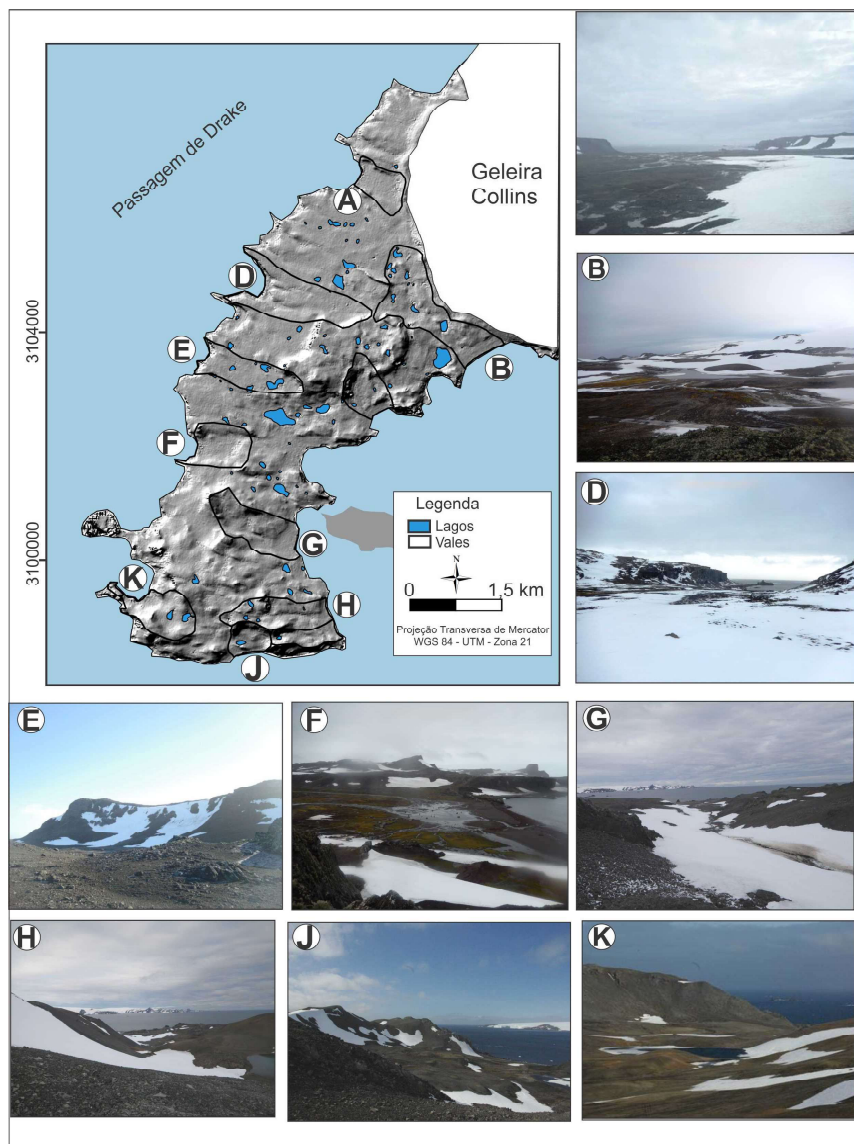 Passagem de Drake
Geleira
Collins
A
D
E
B
F
G
K
H
J
3104000
3100000
Legenda
Lagos
Vales
N
0 1,5 km
Projeção Transversa de Mercator
WGS 84 - UTM - Zona 21
B
D
E
F
G
H
J
K